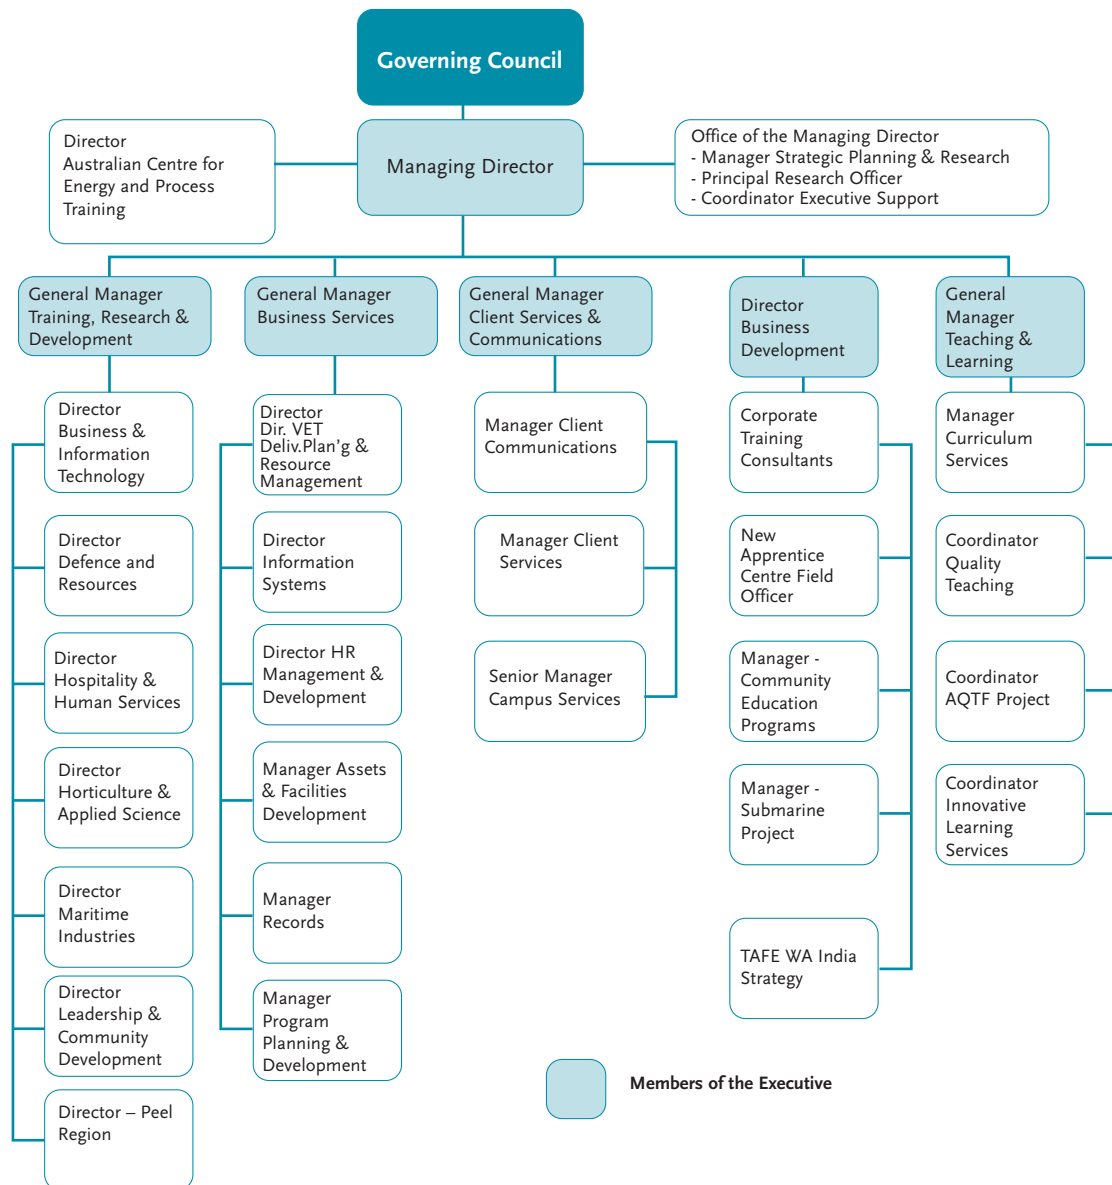 Governing Council
Director
Australian Centre for
Energy and Process
Training
Managing Director
Office of the Managing Director
- Manager Strategic Planning & Research
- Principal Research Officer
- Coordinator Executive Support
General Manager
Training, Research &
Development
General Manager
Business Services
General Manager
Client Services &
Communications
Director
Business
Development
General
Manager
Teaching &
Learning
Director
Business &
Information
Technology
Director
Defence and
Resources
Director
Hospitality &
Human Services
Director
Horticulture &
Applied Science
Director
Maritime
Industries
Director
Leadership &
Community
Development
Director – Peel
Region
Director
Dir. VET
Deliv.Plan’g &
Resource
Management
Director
Information
Systems
Director HR
Management &
Development
Manager Assets
& Facilities
Development
Manager
Records
Manager
Program
Planning &
Development
Manager Client
Communications
Manager Client
Services
Senior Manager
Campus Services
Corporate
Training
Consultants
New
Apprentice
Centre Field
Officer
Manager -
Community
Education
Programs
Manager -
Submarine
Project
TAFE WA India
Strategy
Manager
Curriculum
Services
Coordinator
Quality
Teaching
Coordinator
AQTF Project
Coordinator
Innovative
Learning
Services
Members of the Executive